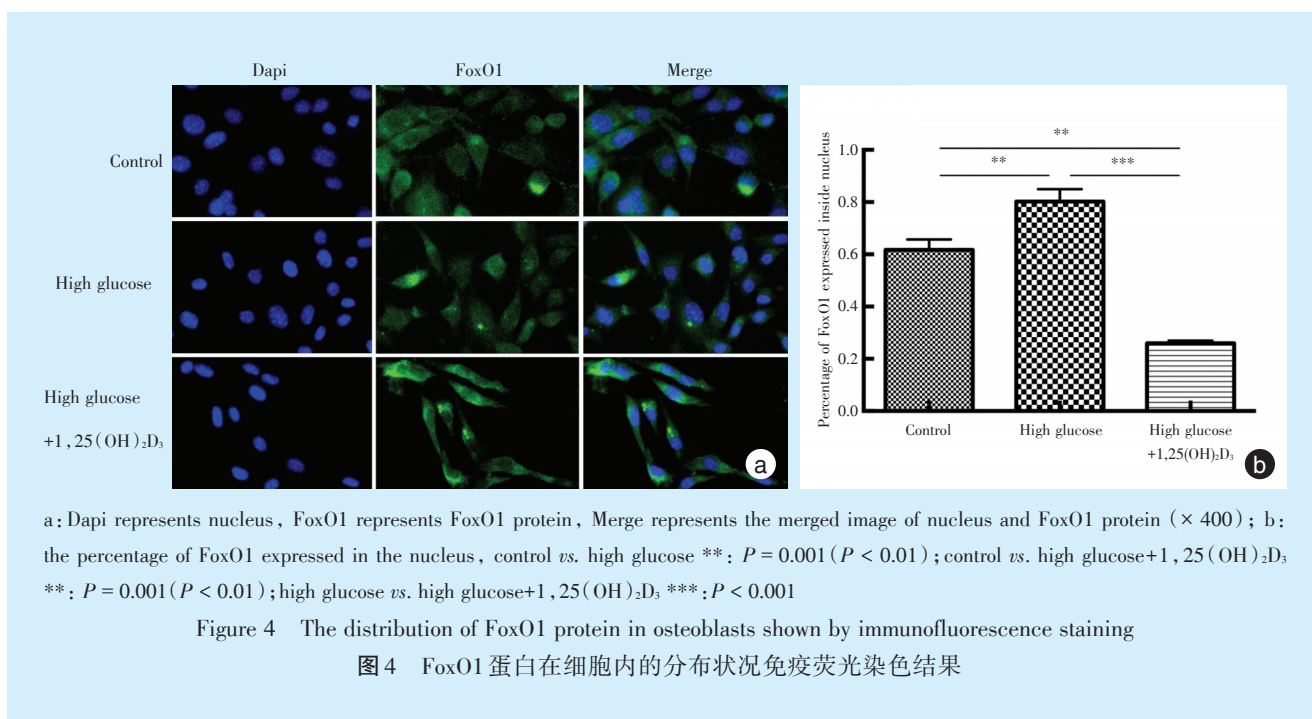 Dapi FoxO1 Merge
Control
High glucose
High glucose
+1,25(OH)₂D₃
a
Percentage of FoxO1 expressed inside nucleus
1.0
0.8
0.6
0.4
0.2
0.0
**
** ***
Control High glucose High glucose
+1,25(OH)₂D₃
b
a: Dapi represents nucleus, FoxO1 represents FoxO1 protein, Merge represents the merged image of nucleus and FoxO1 protein (× 400); b:
the percentage of FoxO1 expressed in the nucleus, control vs. high glucose **: P = 0.001(P < 0.01); control vs. high glucose+1, 25(OH)₂D₃
**: P = 0.001(P < 0.01); high glucose vs. high glucose+1, 25(OH)₂D₃ ***: P < 0.001
Figure 4 The distribution of FoxO1 protein in osteoblasts shown by immunofluorescence staining
图4 FoxO1蛋白在细胞内的分布状况免疫荧光染色结果